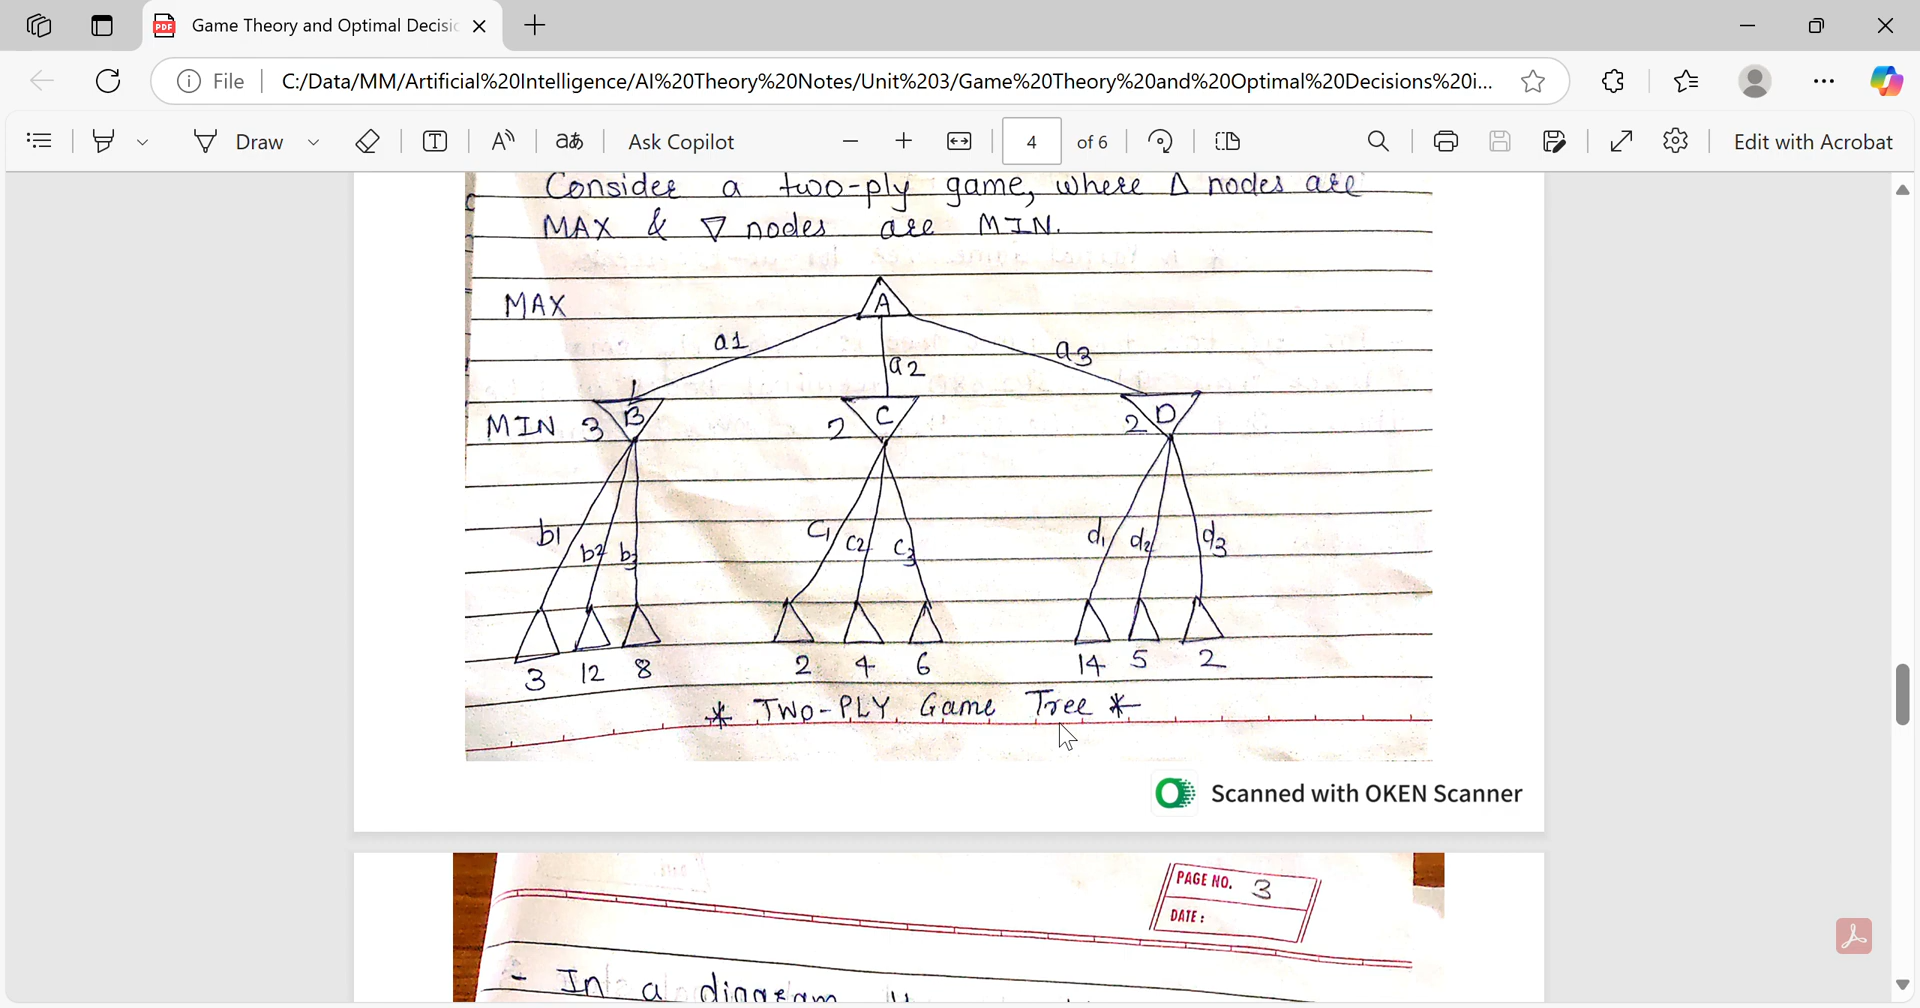 Game Theory and Optimal Decisi
File
C:/Data/MM/Artificial%20Intelligence/AI%20Theory%20Notes/Unit%203/Game%20Theory%20and%20Optimal%20Decisions%20i...
Draw
Ask Copilot
4
of 6
Edit with Acrobat
Consider a two-ply game, where Δ nodes are
MAX & ∇ nodes are MIN.
MAX
A
a1
a2
a3
MIN 3 B
2 C
2 D
b1 b2 b3
c1 c2 c3
d1 d2 d3
3 12 8
2 4 6
14 5 2
* TWO-PLY Game Tree *
Scanned with OKEN Scanner
PAGE NO. 3
DATE :
- In a diagram